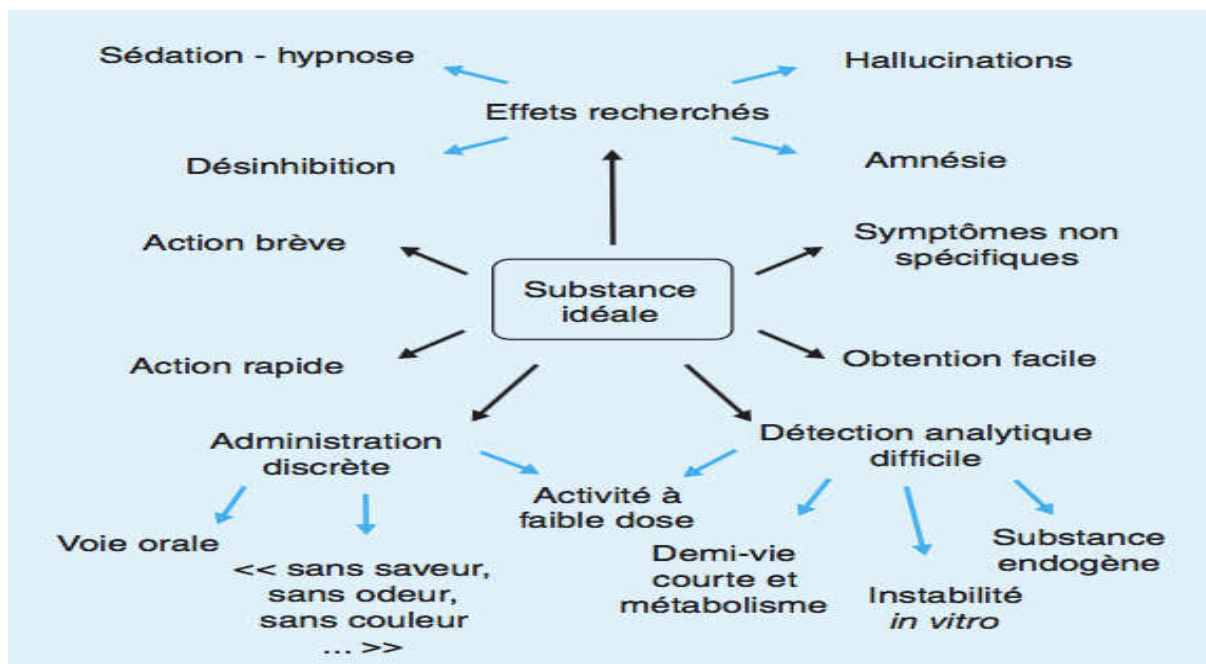 Sédation - hypnose
Hallucinations
Effets recherchés
Désinhibition
Amnésie
Action brève
Symptômes non
spécifiques
Substance
idéale
Action rapide
Obtention facile
Administration
discrète
Détection analytique
difficile
Voie orale
<< sans saveur,
sans odeur,
sans couleur
... >>
Activité à
faible dose
Demi-vie
courte et
métabolisme
Instabilité
in vitro
Substance
endogène